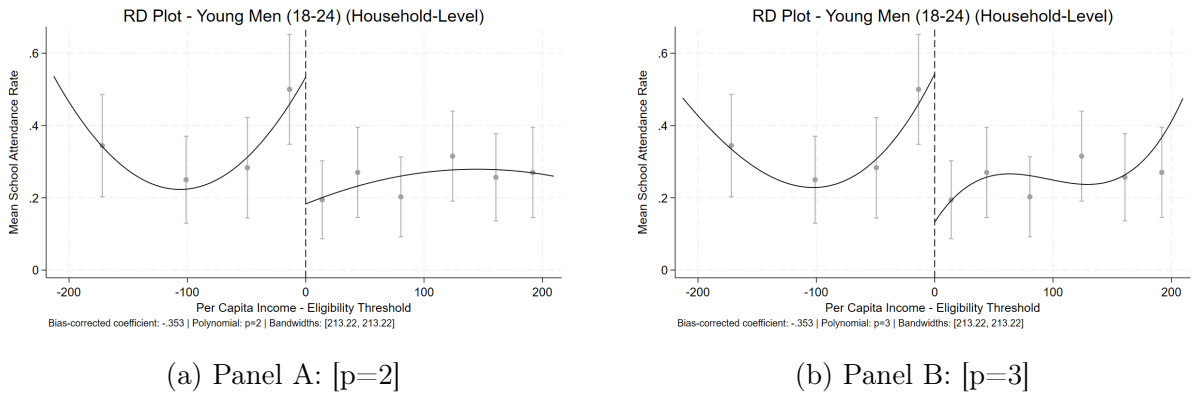 RD Plot - Young Men (18-24) (Household-Level)
Mean School Attendance Rate
.6
.4
.2
0
-200 -100 0 100 200
Per Capita Income - Eligibility Threshold
Bias-corrected coefficient: -.353 | Polynomial: p=2 | Bandwidths: [213.22, 213.22]
(a) Panel A: [p=2]
RD Plot - Young Men (18-24) (Household-Level)
Mean School Attendance Rate
.6
.4
.2
0
-200 -100 0 100 200
Per Capita Income - Eligibility Threshold
Bias-corrected coefficient: -.353 | Polynomial: p=3 | Bandwidths: [213.22, 213.22]
(b) Panel B: [p=3]